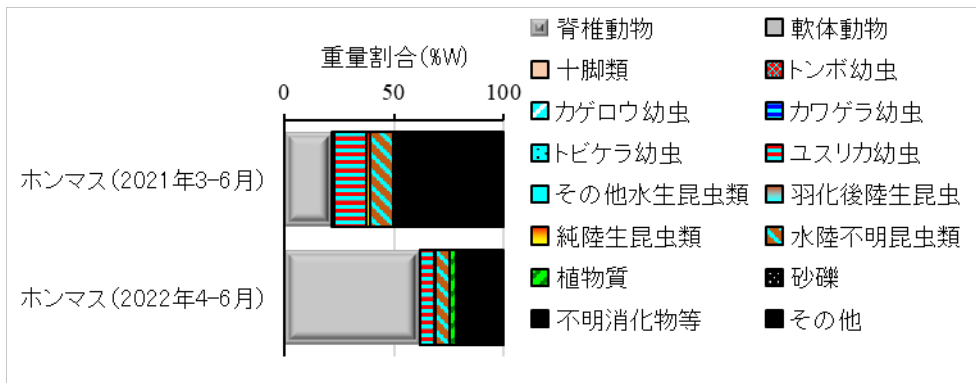 重量割合(%W)
0 50 100
ホンマス(2021年3-6月)
ホンマス(2022年4-6月)
脊椎動物 軟体動物
十脚類 トンボ幼虫
カゲロウ幼虫 カワゲラ幼虫
トビケラ幼虫 ユスリカ幼虫
その他水生昆虫類 羽化後陸生昆虫
純陸生昆虫類 水陸不明昆虫類
植物質 砂礫
不明消化物等 その他